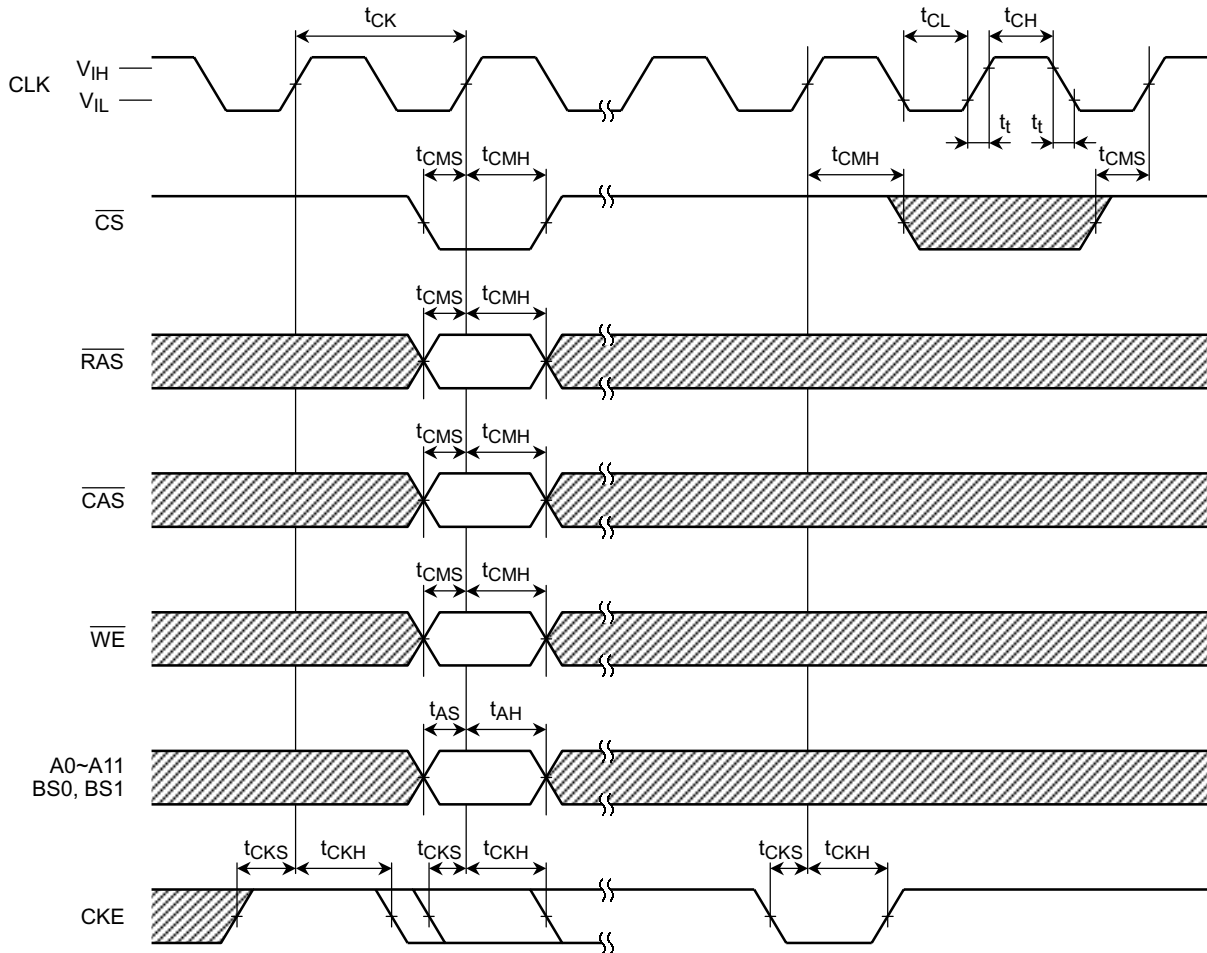 tCK
tCL
tCH
VIH
CLK
VIL
tt
tt
tCMS
tCMH
tCMH
tCMS
CS
tCMS
tCMH
RAS
tCMS
tCMH
CAS
tCMS
tCMH
WE
tAS
tAH
A0~A11
BS0, BS1
tCKS
tCKH
tCKS
tCKH
tCKS
tCKH
CKE